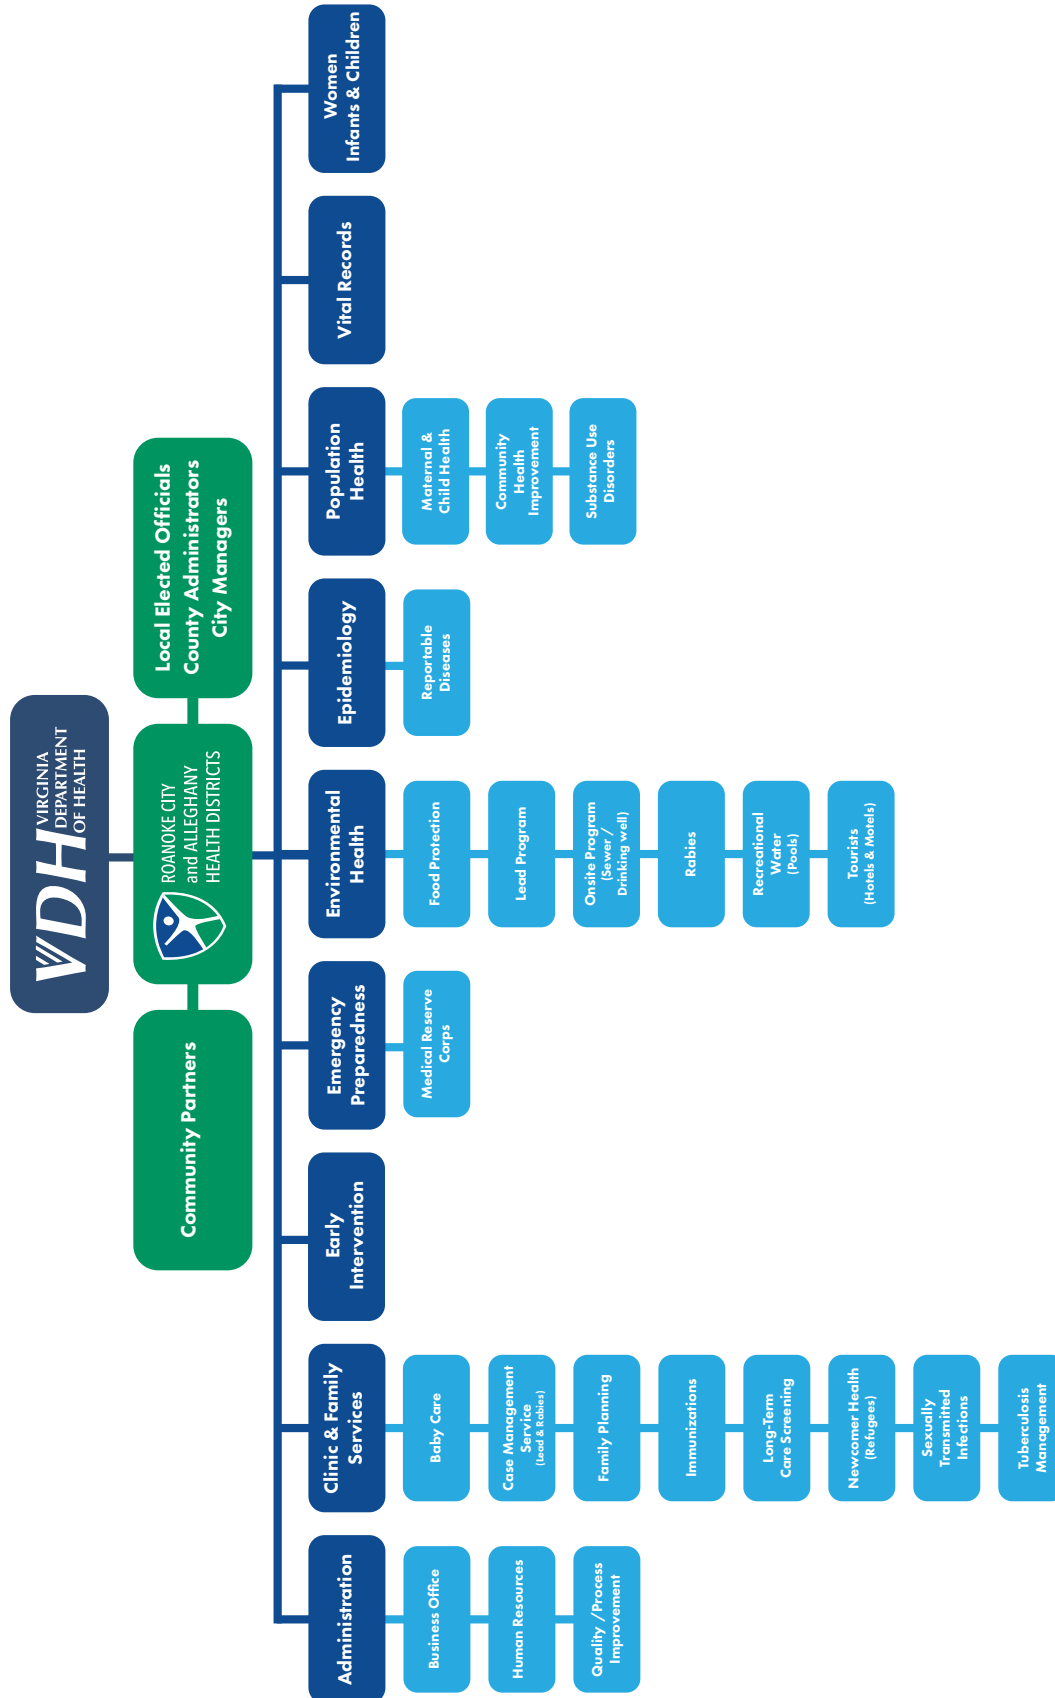 VDH VIRGINIA
DEPARTMENT
OF HEALTH
Community Partners
ROANOKE CITY
and ALLEGHANY
HEALTH DISTRICTS
Local Elected Officials
County Administrators
City Managers
Administration
Business Office
Human Resources
Quality /Process
Improvement
Clinic & Family
Services
Baby Care
Case Management
Service
(Lead & Rabies)
Family Planning
Immunizations
Long-Term
Care Screening
Newcomer Health
(Refugees)
Sexually
Transmitted
Infections
Tuberculosis
Management
Early
Intervention
Emergency
Preparedness
Medical Reserve
Corps
Environmental
Health
Food Protection
Lead Program
Onsite Program
(Sewer /
Drinking well)
Rabies
Recreational
Water
(Pools)
Tourists
(Hotels & Motels)
Epidemiology
Reportable
Diseases
Population
Health
Maternal &
Child Health
Community
Health
Improvement
Substance Use
Disorders
Vital Records
Women
Infants & Children